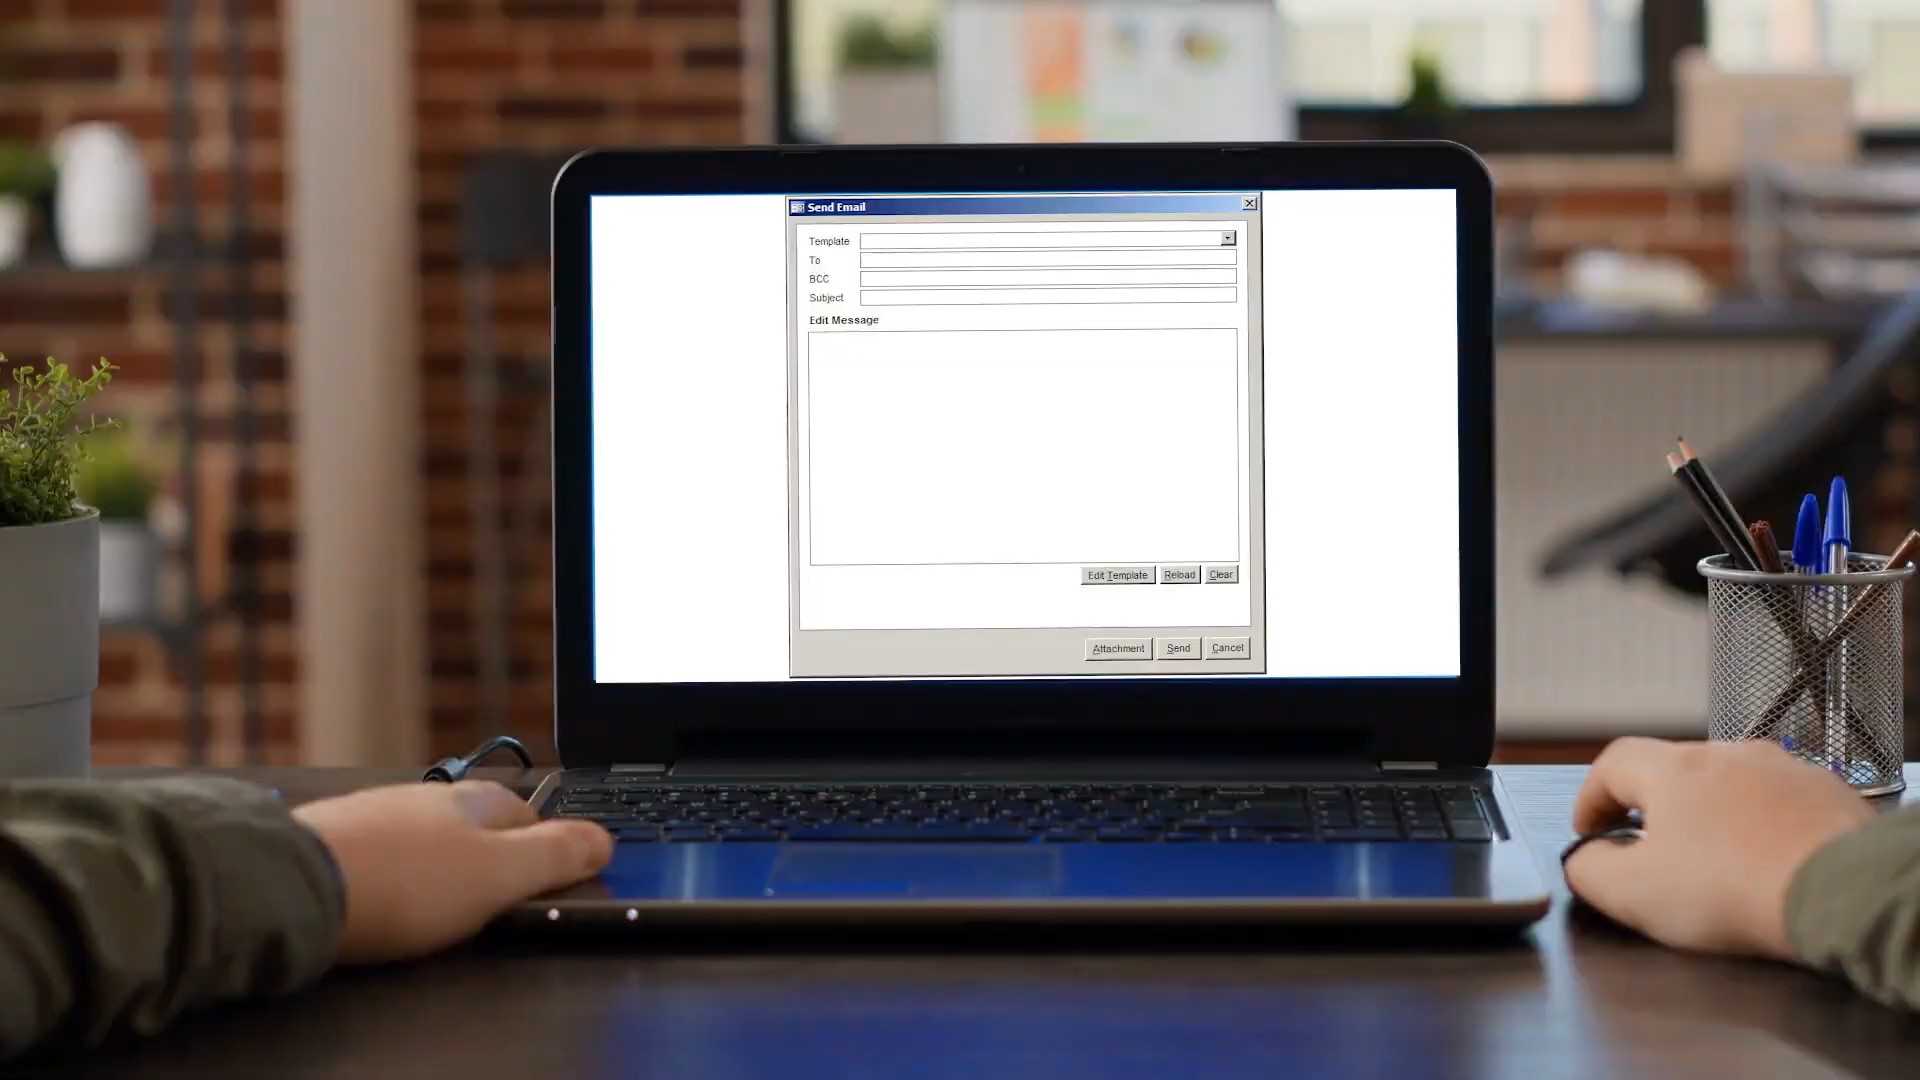 Send Email
Template
To
BCC
Subject
Edit Message
Edit Template Reload Clear
Attachment Send Cancel